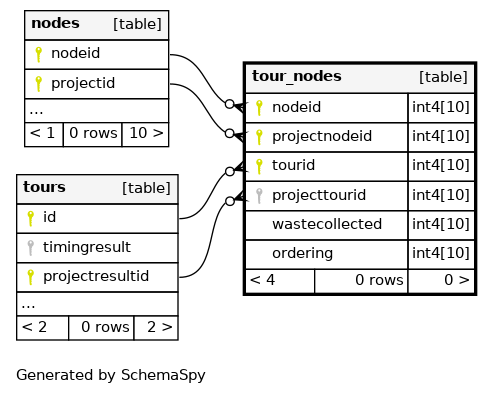 nodes [table]
nodeid
projectid
...
< 1 0 rows 10 >
tour_nodes [table]
nodeid int4[10]
projectnodeid int4[10]
tourid int4[10]
projecttourid int4[10]
wastecollected int4[10]
ordering int4[10]
< 4 0 rows 0 >
tours [table]
id
timingresult
projectresultid
...
< 2 0 rows 2 >
Generated by SchemaSpy